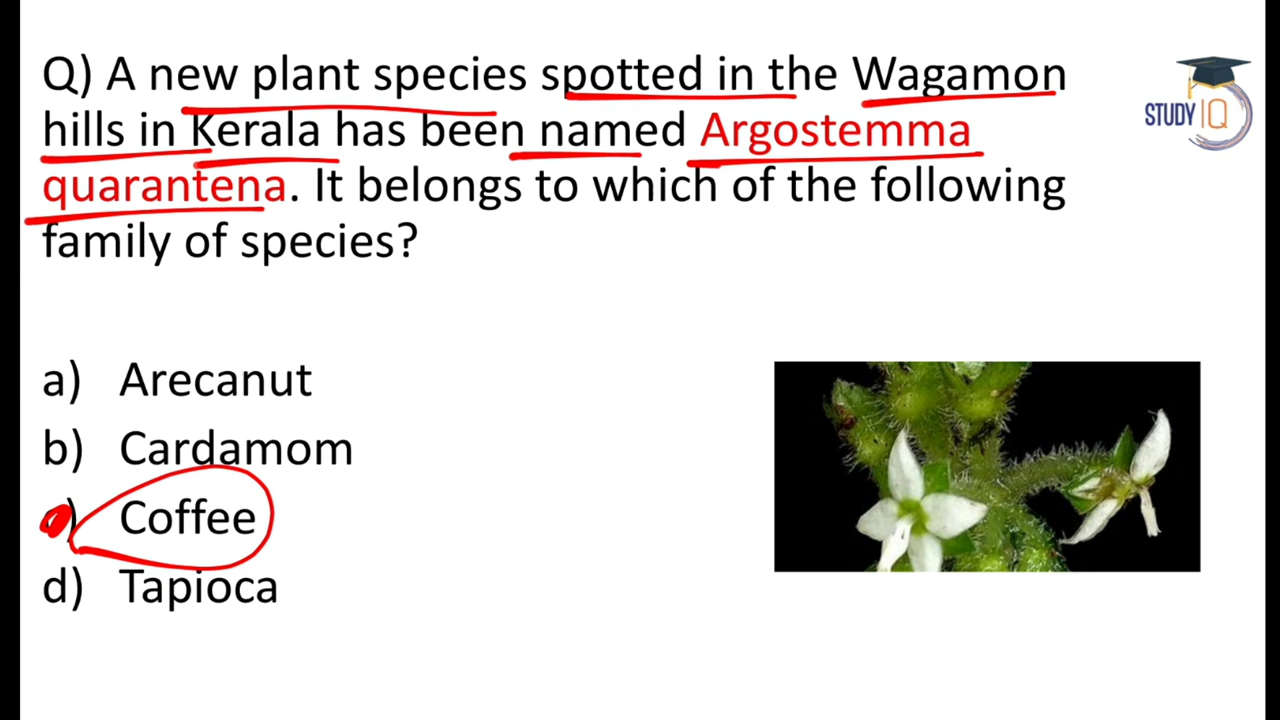 Q) A new plant species spotted in the Wagamon
hills in Kerala has been named Argostemma
quarantena. It belongs to which of the following
family of species?
STUDY IQ
a) Arecanut
b) Cardamom
c) Coffee
d) Tapioca